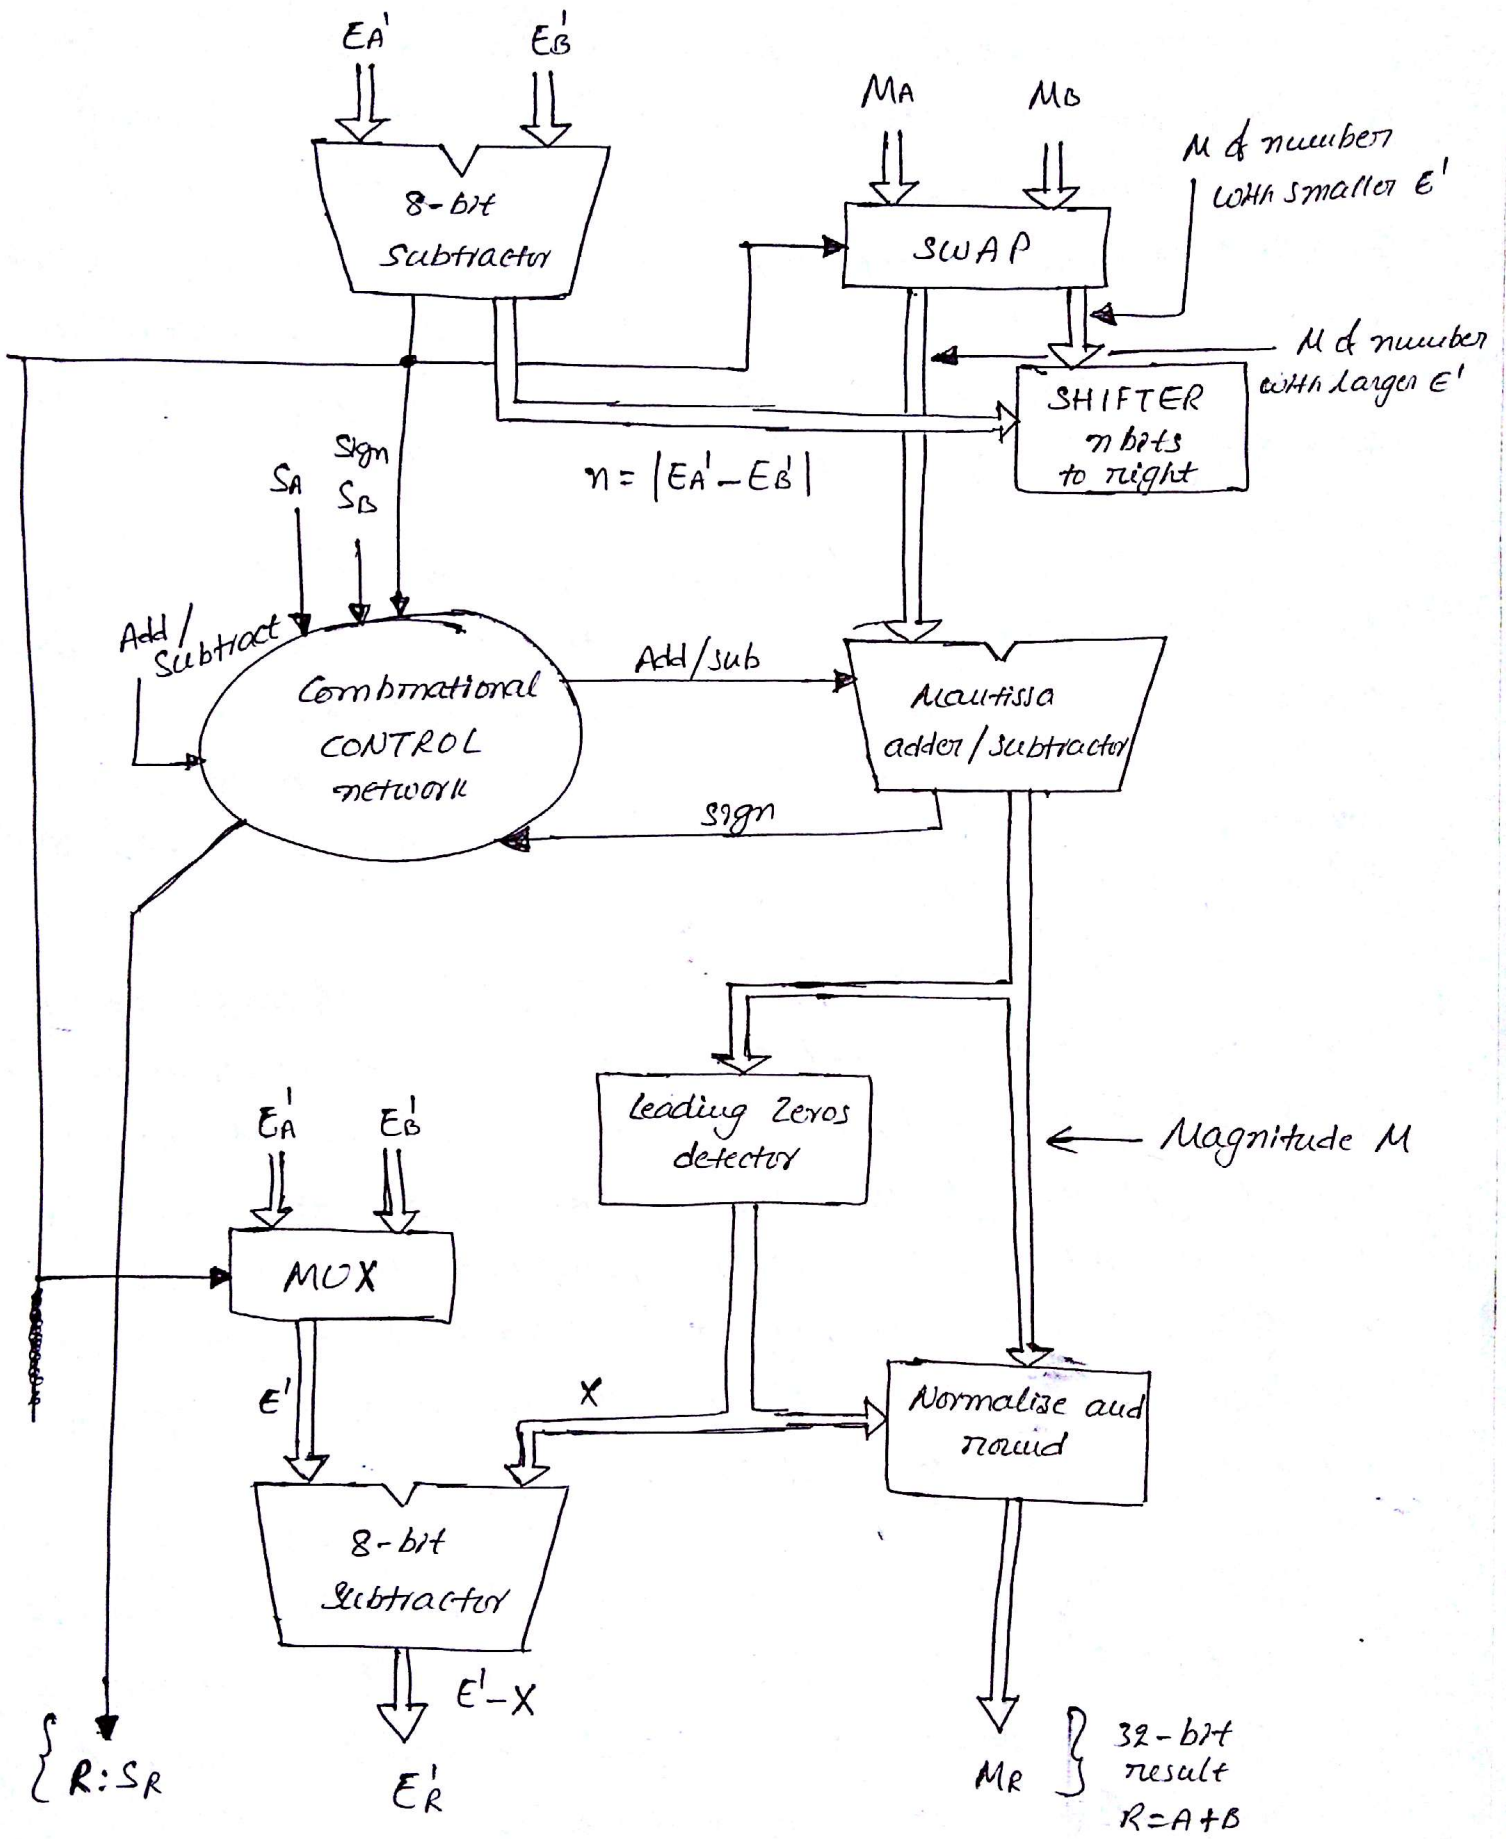 EA'
EB'
MA
MB
M of number
with smaller E'
8-bit
Subtractor
SWAP
M of number
with larger E'
SHIFTER
n bits
to right
Sign
SA
SB
n = |EA' - EB'|
Add /
Subtract
Add/sub
Combinational
CONTROL
network
Mantissa
adder/subtractor
sign
EA'
EB'
Leading Zeros
detector
Magnitude M
MUX
E'
X
Normalize and
round
8-bit
Subtractor
E'-X
R: SR
ER'
MR
32-bit
result
R=A+B